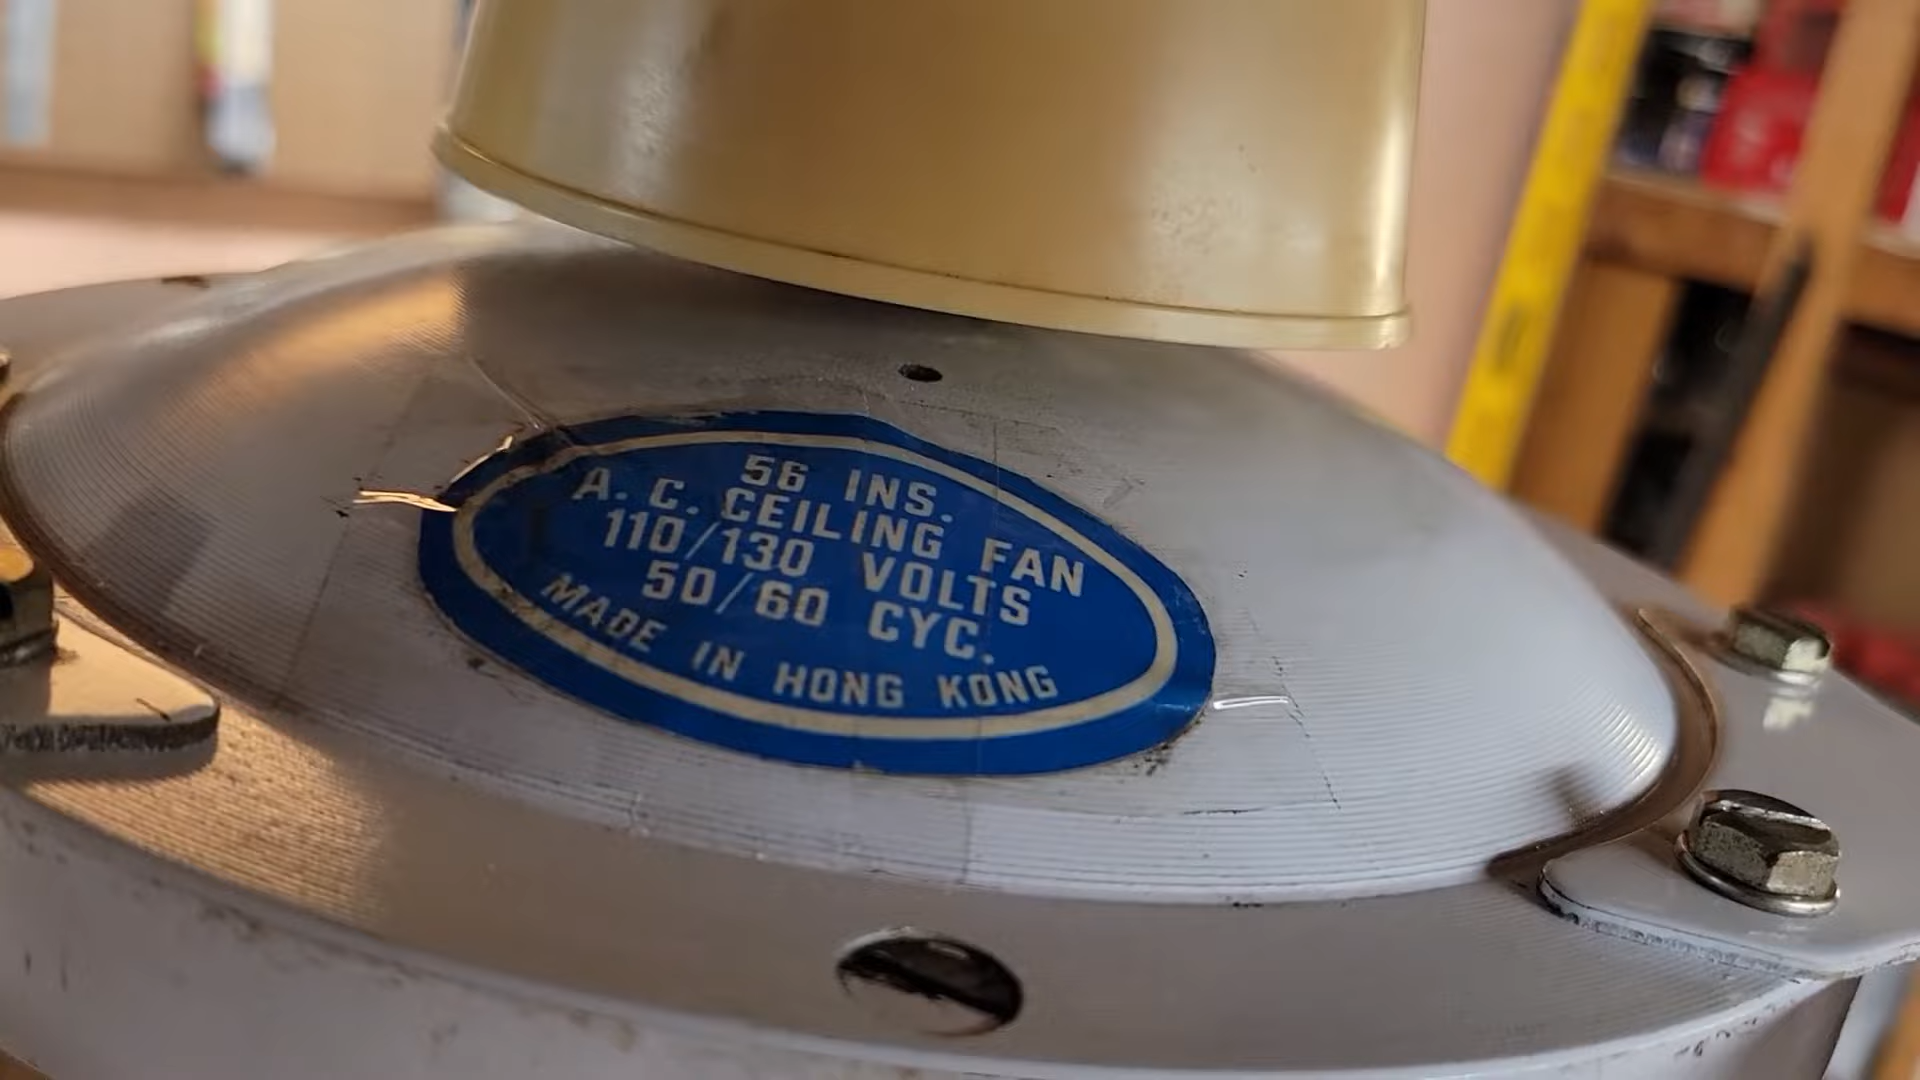 56 INS.
A. C. CEILING FAN
110/130 VOLTS
50/60 CYC.
MADE IN HONG KONG